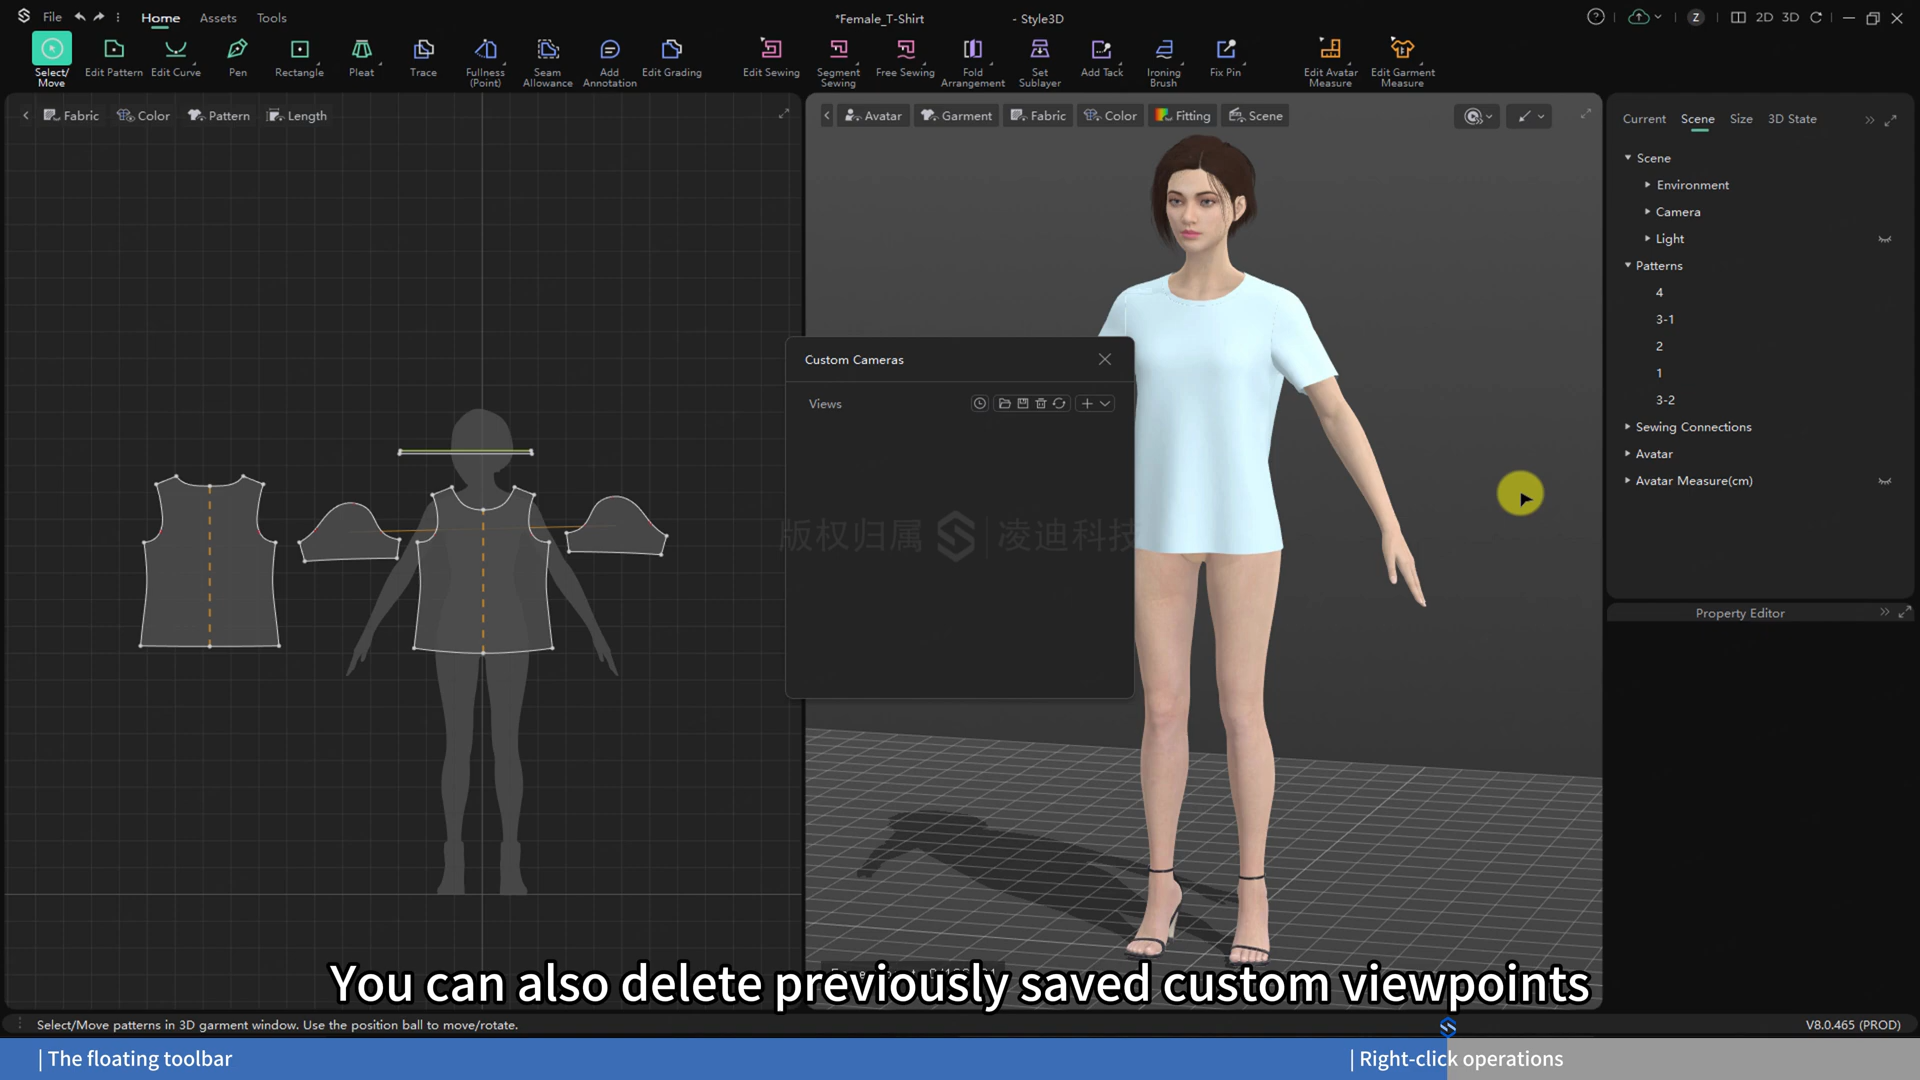 File
Home
Assets
Tools
*Female_T-Shirt
- Style3D
Z
2D
3D
Select/
Move
Edit Pattern
Edit Curve
Pen
Rectangle
Pleat
Trace
Fullness
(Point)
Seam
Allowance
Add
Annotation
Edit Grading
Edit Sewing
Segment
Sewing
Free Sewing
Fold
Arrangement
Set
Sublayer
Add Tack
Ironing
Brush
Fix Pin
Edit Avatar
Measure
Edit Garment
Measure
Fabric
Color
Pattern
Length
Avatar
Garment
Fabric
Color
Fitting
Scene
Current
Scene
Size
3D State
Scene
Environment
Camera
Light
Patterns
4
3-1
2
1
3-2
Sewing Connections
Avatar
Avatar Measure(cm)
Property Editor
Custom Cameras
Views
版权归属
凌迪科技
You can also delete previously saved custom viewpoints
Select/Move patterns in 3D garment window. Use the position ball to move/rotate.
V8.0.465 (PROD)
| The floating toolbar
| Right-click operations